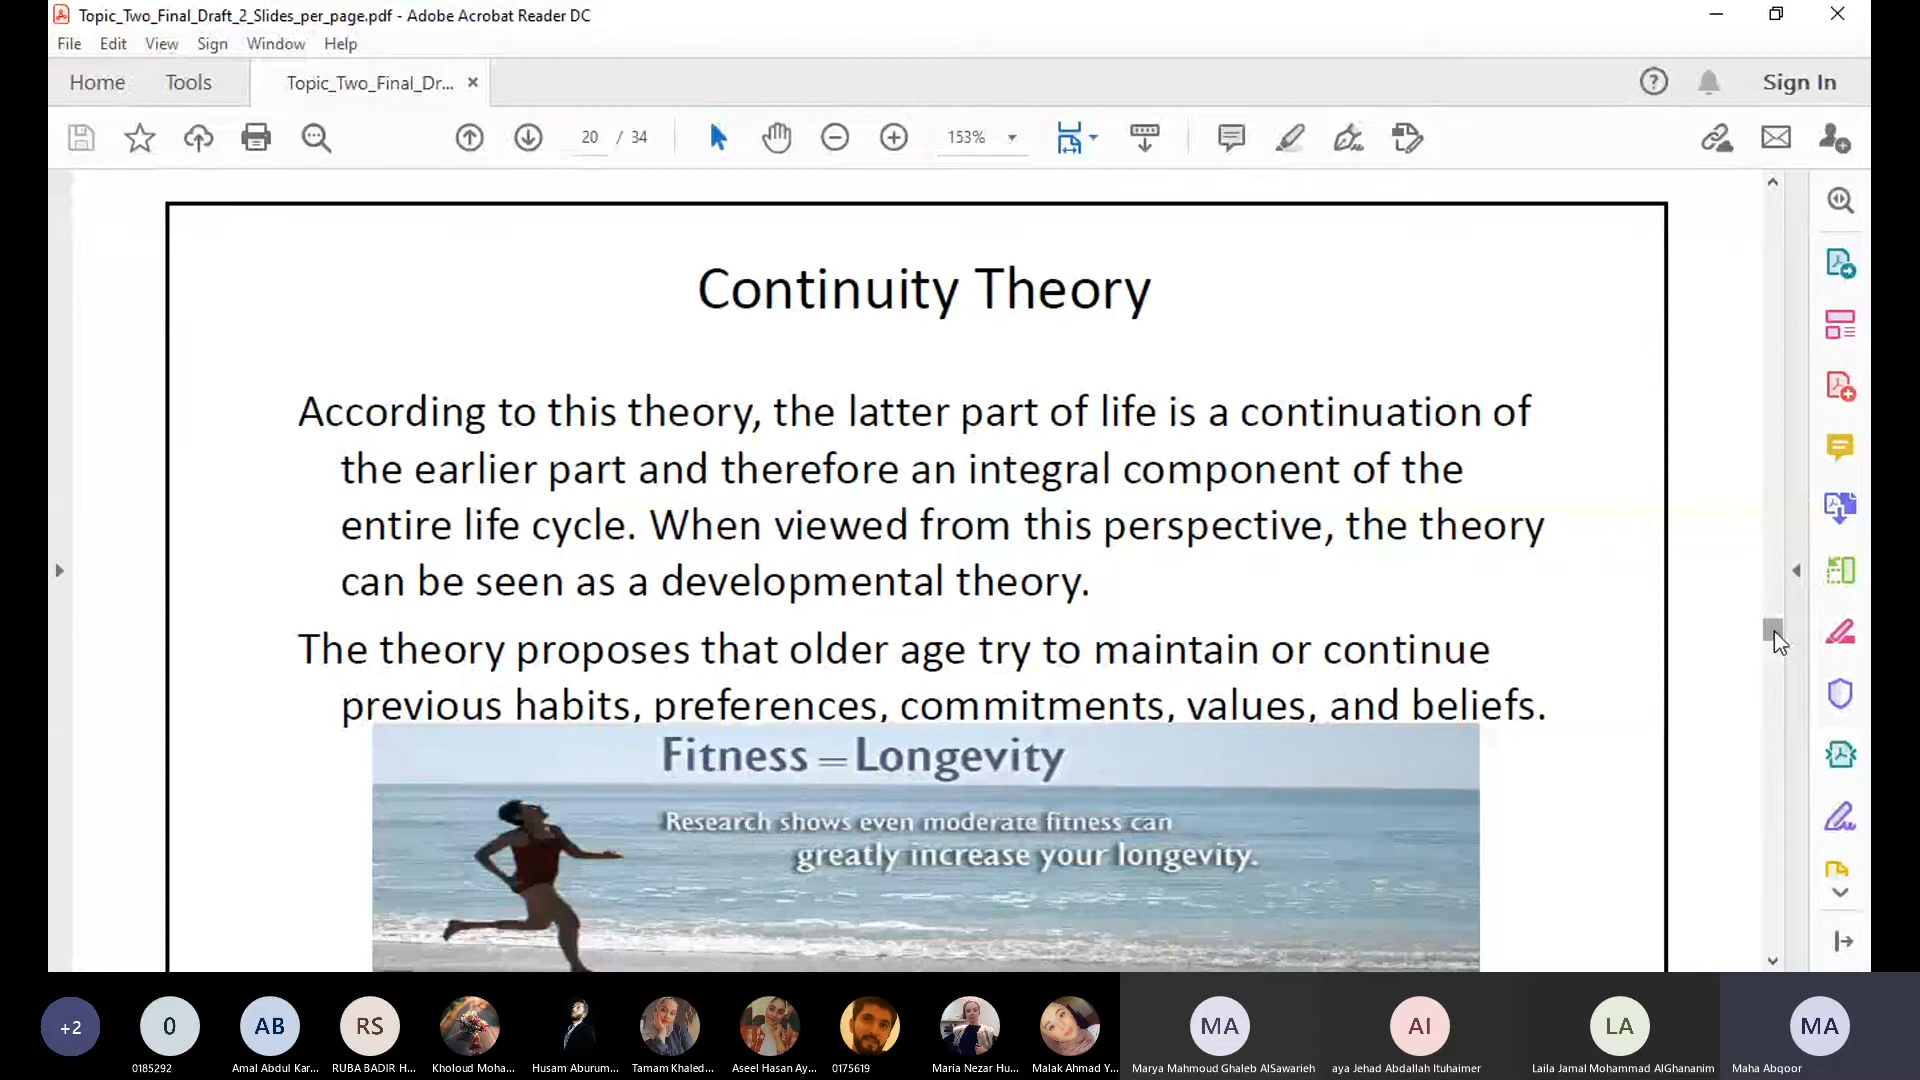 Topic_Two_Final_Draft_2_Slides_per_page.pdf - Adobe Acrobat Reader DC
File Edit View Sign Window Help
Home Tools Topic_Two_Final_Dr... × Sign In
20 / 34 153%
Continuity Theory
According to this theory, the latter part of life is a continuation of
the earlier part and therefore an integral component of the
entire life cycle. When viewed from this perspective, the theory
can be seen as a developmental theory.
The theory proposes that older age try to maintain or continue
previous habits, preferences, commitments, values, and beliefs.
Fitness = Longevity
Research shows even moderate fitness can
greatly increase your longevity.
+2 0 AB RS MA AI LA MA
0185292 Amal Abdul Kar... RUBA BADIR H... Kholoud Moha... Husam Aburum... Tamam Khaled... Aseel Hasan Ay... 0175619 Maria Nezar Hu... Malak Ahmad Y... Marya Mahmoud Ghaleb AlSawarieh aya Jehad Abdallah Ituhaimer Laila Jamal Mohammad AlGhananim Maha Abqoor